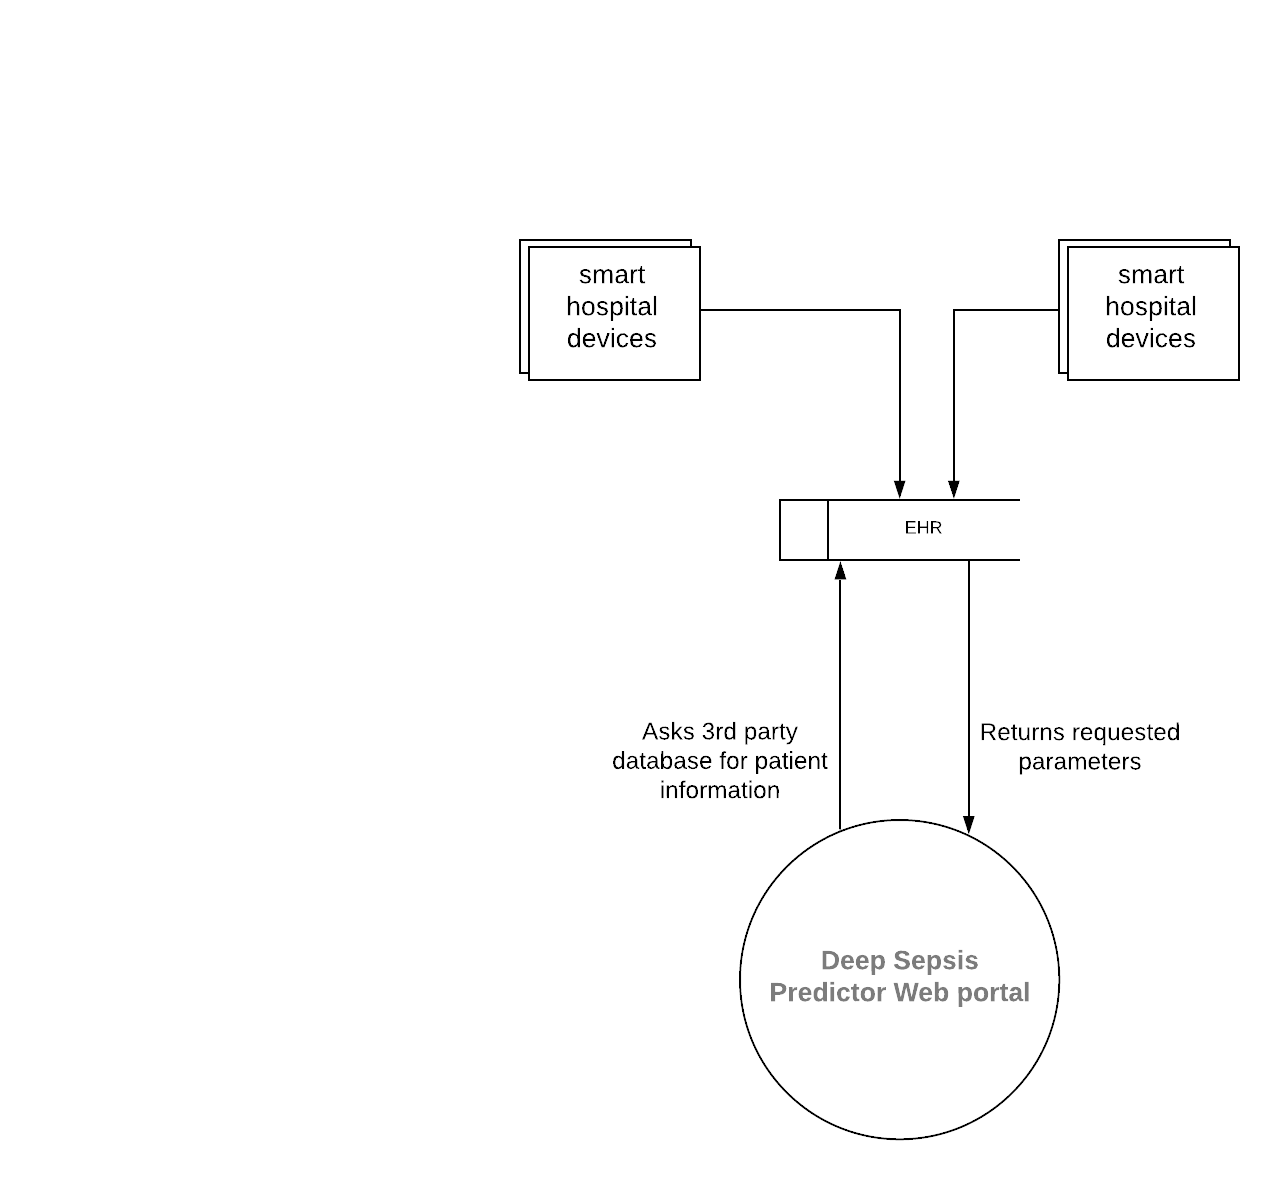 smart
hospital
devices
smart
hospital
devices
EHR
Asks 3rd party
database for patient
information
Returns requested
parameters
Deep Sepsis
Predictor Web portal